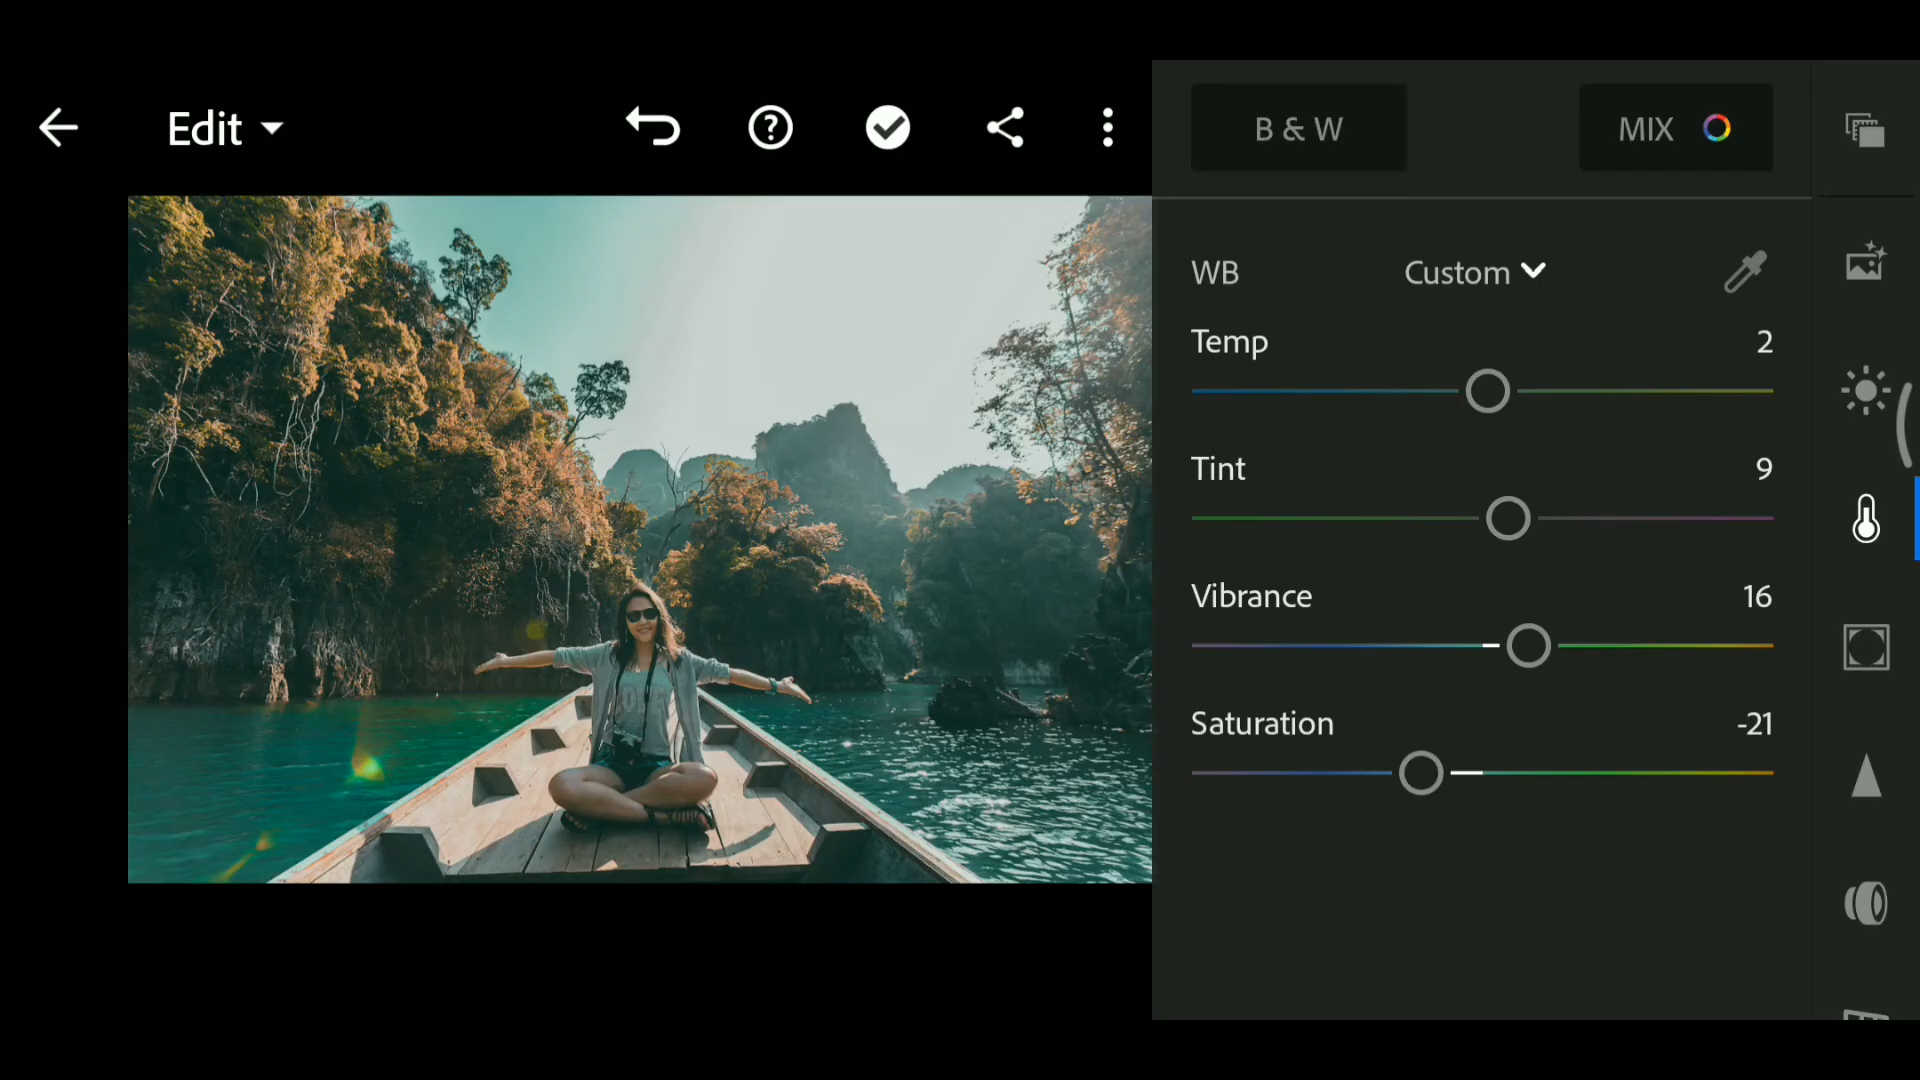 Edit
B & W
MIX
WB
Custom
Temp
2
Tint
9
Vibrance
16
Saturation
-21